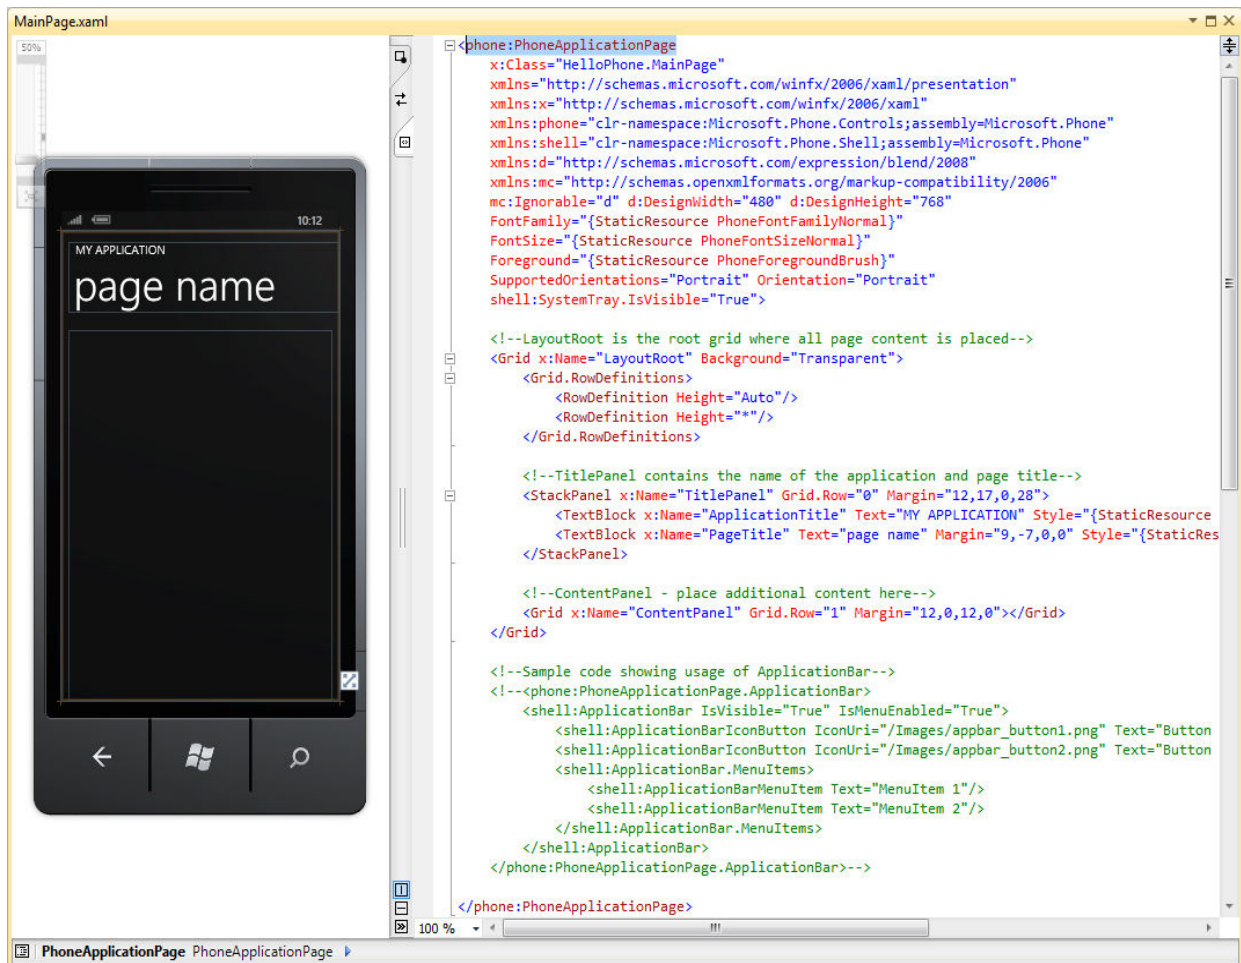 MainPage.xaml
50%
10:12
MY APPLICATION
page name
<phone:PhoneApplicationPage
x:Class="HelloPhone.MainPage"
xmlns="http://schemas.microsoft.com/winfx/2006/xaml/presentation"
xmlns:x="http://schemas.microsoft.com/winfx/2006/xaml"
xmlns:phone="clr-namespace:Microsoft.Phone.Controls;assembly=Microsoft.Phone"
xmlns:shell="clr-namespace:Microsoft.Phone.Shell;assembly=Microsoft.Phone"
xmlns:d="http://schemas.microsoft.com/expression/blend/2008"
xmlns:mc="http://schemas.openxmlformats.org/markup-compatibility/2006"
mc:Ignorable="d" d:DesignWidth="480" d:DesignHeight="768"
FontFamily="{StaticResource PhoneFontFamilyNormal}"
FontSize="{StaticResource PhoneFontSizeNormal}"
Foreground="{StaticResource PhoneForegroundBrush}"
SupportedOrientations="Portrait" Orientation="Portrait"
shell:SystemTray.IsVisible="True">
<!--LayoutRoot is the root grid where all page content is placed-->
<Grid x:Name="LayoutRoot" Background="Transparent">
<Grid.RowDefinitions>
<RowDefinition Height="Auto"/>
<RowDefinition Height="*"/>
</Grid.RowDefinitions>
<!--TitlePanel contains the name of the application and page title-->
<StackPanel x:Name="TitlePanel" Grid.Row="0" Margin="12,17,0,28">
<TextBlock x:Name="ApplicationTitle" Text="MY APPLICATION" Style="{StaticResource
<TextBlock x:Name="PageTitle" Text="page name" Margin="9,-7,0,0" Style="{StaticRes
</StackPanel>
<!--ContentPanel - place additional content here-->
<Grid x:Name="ContentPanel" Grid.Row="1" Margin="12,0,12,0"></Grid>
</Grid>
<!--Sample code showing usage of ApplicationBar-->
<!--<phone:PhoneApplicationPage.ApplicationBar>
<shell:ApplicationBar IsVisible="True" IsMenuEnabled="True">
<shell:ApplicationBarIconButton IconUri="/Images/appbar_button1.png" Text="Button
<shell:ApplicationBarIconButton IconUri="/Images/appbar_button2.png" Text="Button
<shell:ApplicationBar.MenuItems>
<shell:ApplicationBarMenuItem Text="MenuItem 1"/>
<shell:ApplicationBarMenuItem Text="MenuItem 2"/>
</shell:ApplicationBar.MenuItems>
</shell:ApplicationBar>
</phone:PhoneApplicationPage.ApplicationBar>-->
</phone:PhoneApplicationPage>
100 %
PhoneApplicationPage PhoneApplicationPage